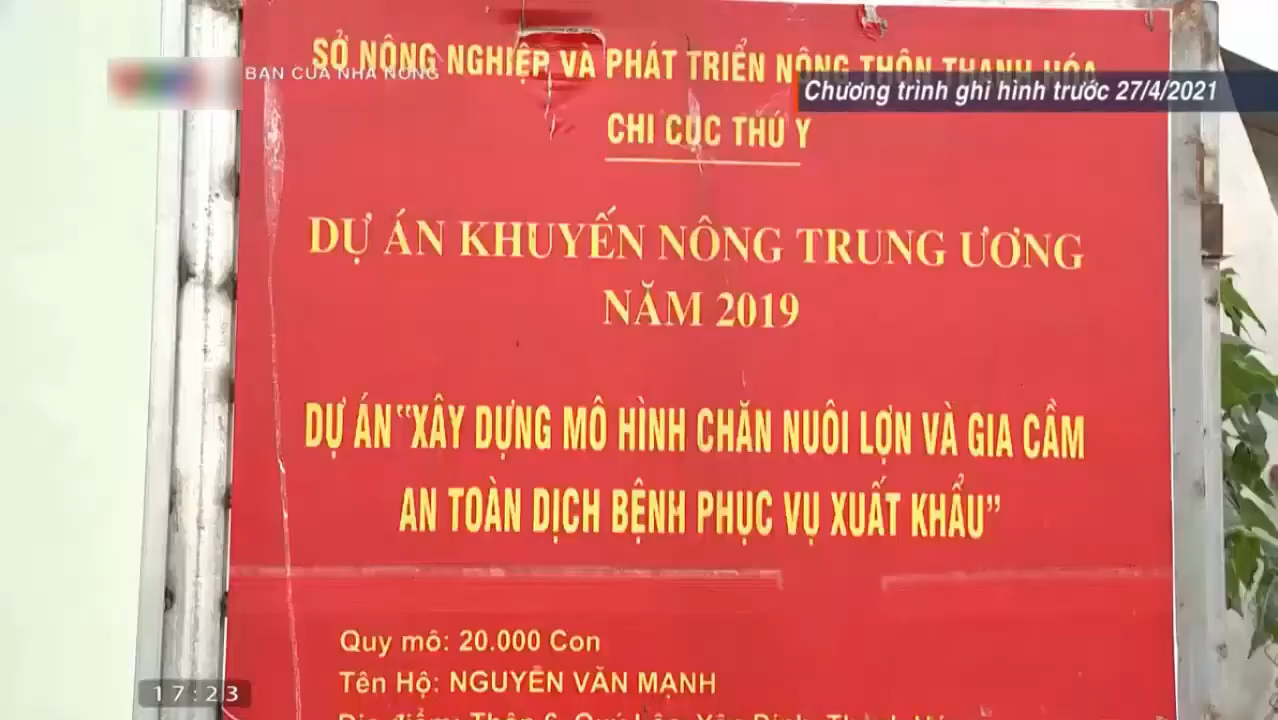 SỞ NÔNG NGHIỆP VÀ PHÁT TRIỂN NÔNG THÔN THANH HÓA
BẠN CỦA NHÀ NÔNG
Chương trình ghi hình trước 27/4/2021
CHI CỤC THÚ Y
DỰ ÁN KHUYẾN NÔNG TRUNG ƯƠNG
NĂM 2019
DỰ ÁN "XÂY DỰNG MÔ HÌNH CHĂN NUÔI LỢN VÀ GIA CẦM
AN TOÀN DỊCH BỆNH PHỤC VỤ XUẤT KHẨU"
Quy mô: 20.000 Con
Tên Hộ: NGUYỄN VĂN MẠNH
17:23